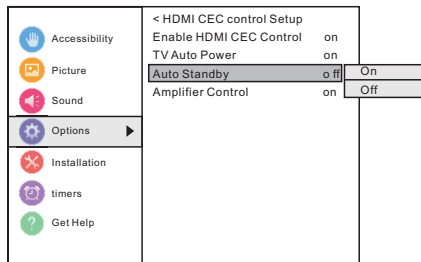 < HDMI CEC control Setup
Accessibility
Enable HDMI CEC Control on
TV Auto Power on
Picture
Auto Standby o ff On
Sound
Amplifier Control on Off
Options
Installation
timers
Get Help